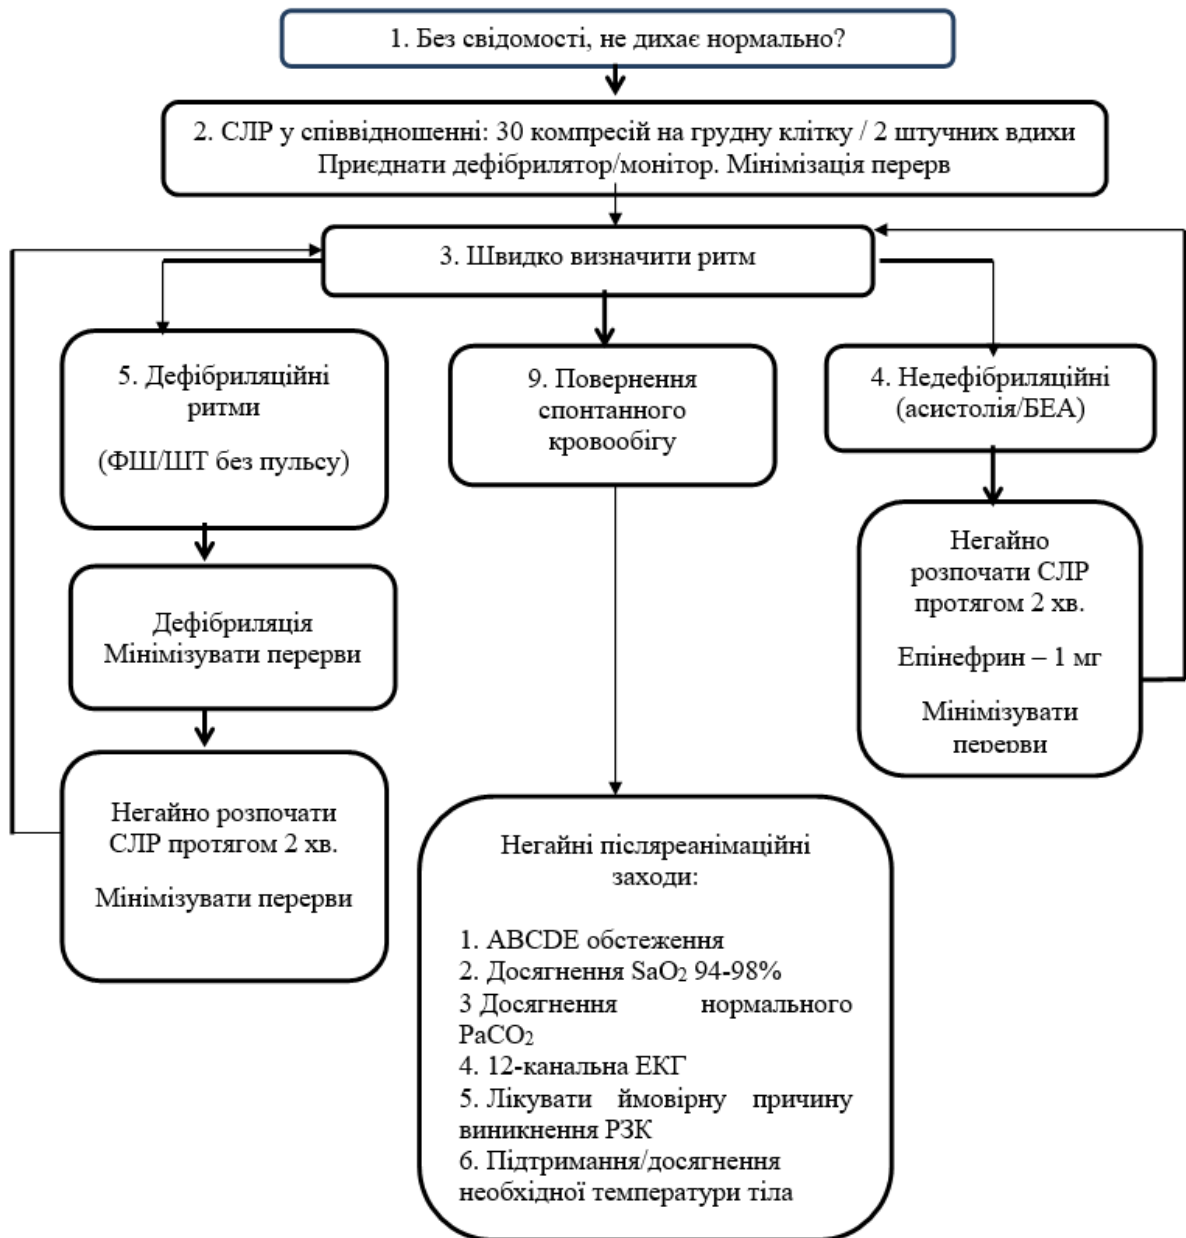 1. Без свідомості, не дихає нормально?
2. СЛР у співвідношенні: 30 компресій на грудну клітку / 2 штучних вдихи
Приєднати дефібрилятор/монітор. Мінімізація перерв
3. Швидко визначити ритм
5. Дефібриляційні
ритми
(ФШ/ШТ без пульсу)
Дефібриляція
Мінімізувати перерви
Негайно розпочати
СЛР протягом 2 хв.
Мінімізувати перерви
9. Повернення
спонтанного
кровообігу
Негайні післяреанімаційні
заходи:
1. ABCDE обстеження
2. Досягнення SaO₂ 94-98%
3 Досягнення нормального
PaCO₂
4. 12-канальна ЕКГ
5. Лікувати ймовірну причину
виникнення РЗК
6. Підтримання/досягнення
необхідної температури тіла
4. Недефібриляційні
(асистолія/БЕА)
Негайно
розпочати СЛР
протягом 2 хв.
Епінефрин – 1 мг
Мінімізувати
перерви